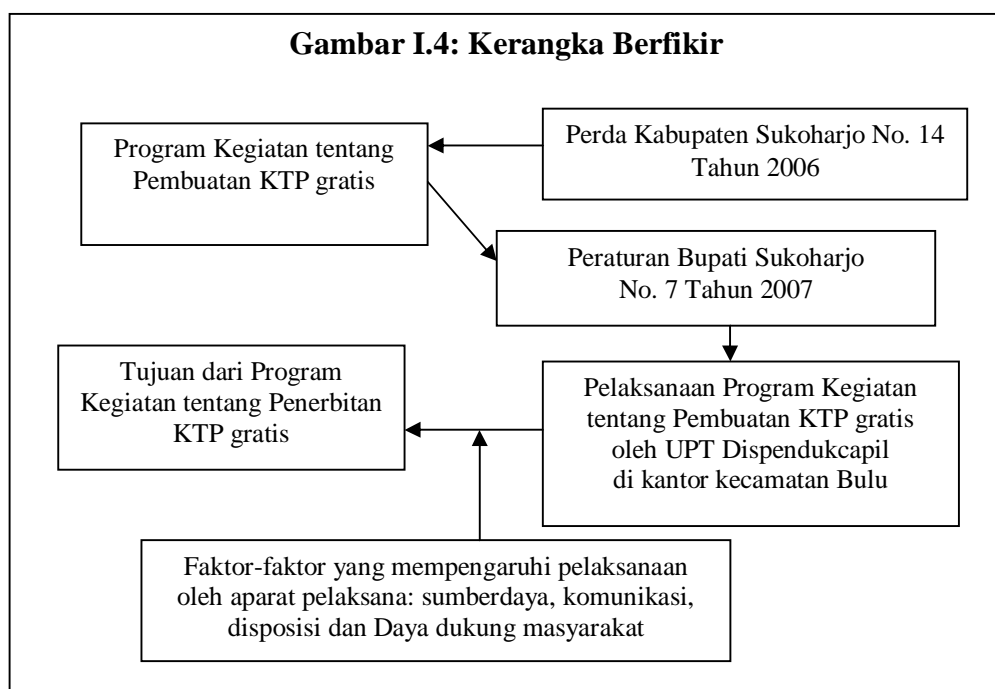 Gambar I.4: Kerangka Berfikir
Program Kegiatan tentang
Pembuatan KTP gratis
Perda Kabupaten Sukoharjo No. 14
Tahun 2006
Peraturan Bupati Sukoharjo
No. 7 Tahun 2007
Tujuan dari Program
Kegiatan tentang Penerbitan
KTP gratis
Pelaksanaan Program Kegiatan
tentang Pembuatan KTP gratis
oleh UPT Dispendukcapil
di kantor kecamatan Bulu
Faktor-faktor yang mempengaruhi pelaksanaan
oleh aparat pelaksana: sumberdaya, komunikasi,
disposisi dan Daya dukung masyarakat